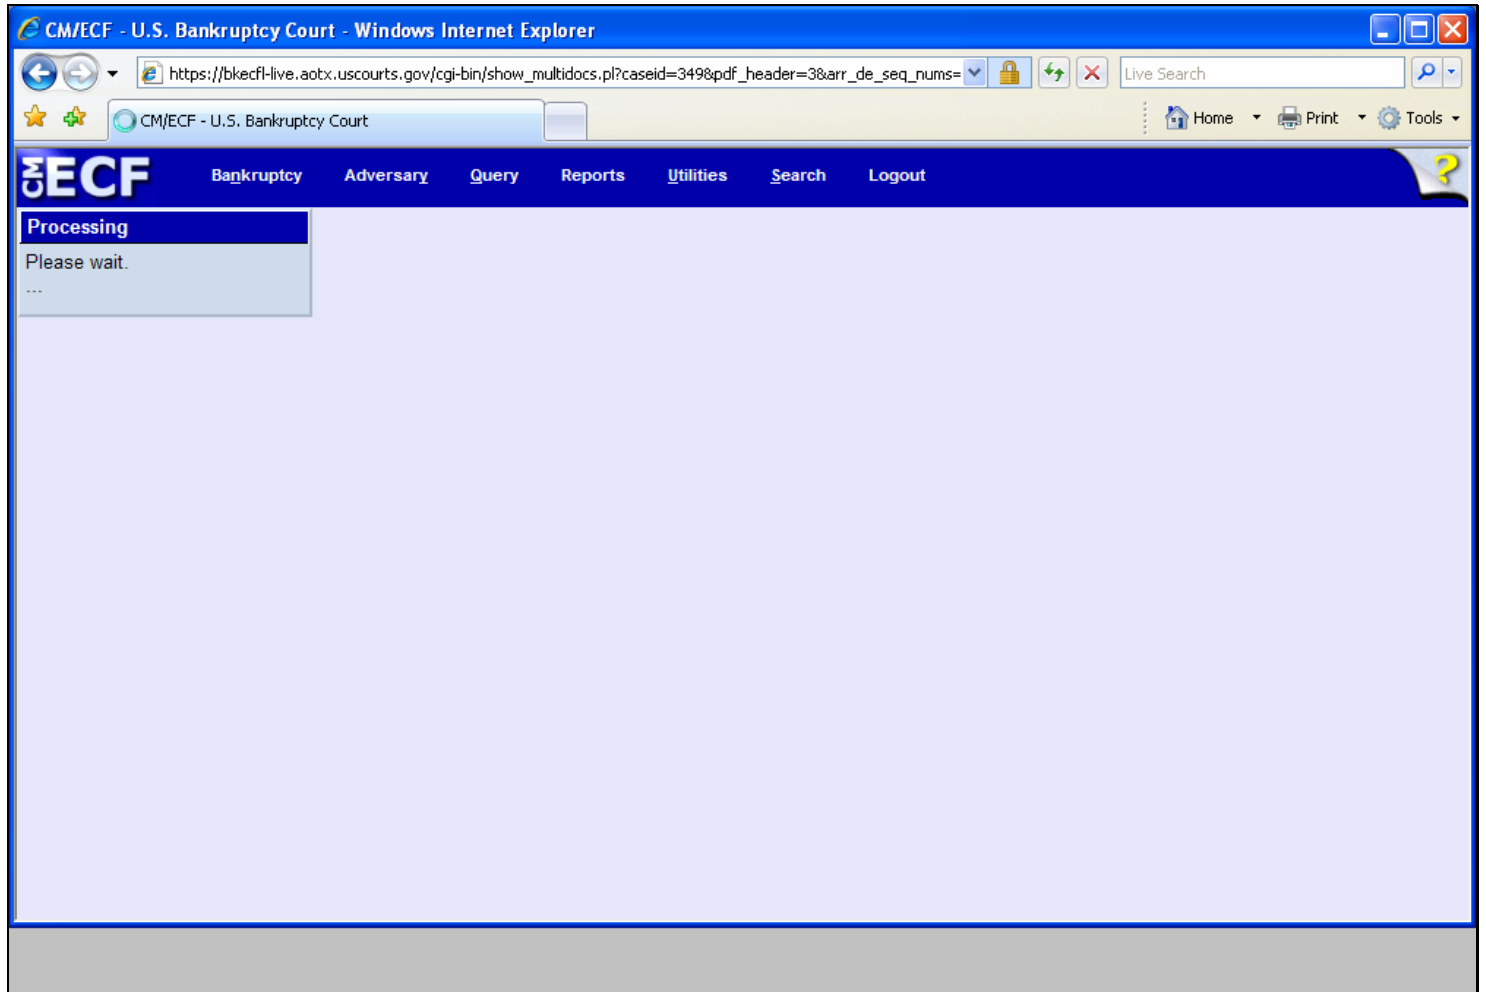 CM/ECF - U.S. Bankruptcy Court - Windows Internet Explorer
https://bkecfl-live.aotx.uscourts.gov/cgi-bin/show_multidocs.pl?caseid=349&pdf_header=3&arr_de_seq_nums=
Live Search
CM/ECF - U.S. Bankruptcy Court
Home
Print
Tools
CM ECF
Bankruptcy
Adversary
Query
Reports
Utilities
Search
Logout
?
Processing
Please wait.
...